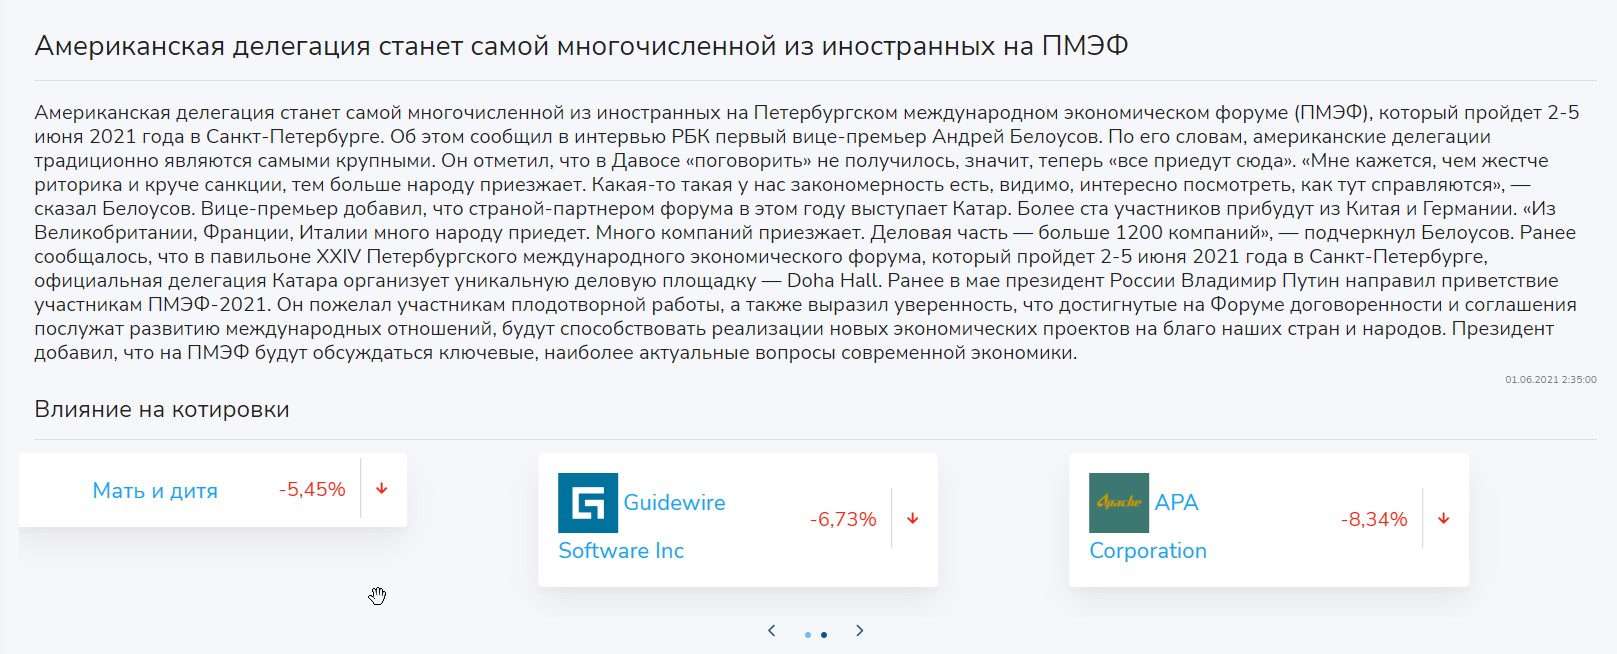 Американская делегация станет самой многочисленной из иностранных на ПМЭФ
Американская делегация станет самой многочисленной из иностранных на Петербургском международном экономическом форуме (ПМЭФ), который пройдет 2-5
июня 2021 года в Санкт-Петербурге. Об этом сообщил в интервью РБК первый вице-премьер Андрей Белоусов. По его словам, американские делегации
традиционно являются самыми крупными. Он отметил, что в Давосе «поговорить» не получилось, значит, теперь «все приедут сюда». «Мне кажется, чем жестче
риторика и круче санкции, тем больше народу приезжает. Какая-то такая у нас закономерность есть, видимо, интересно посмотреть, как тут справляются», —
сказал Белоусов. Вице-премьер добавил, что страной-партнером форума в этом году выступает Катар. Более ста участников прибудут из Китая и Германии. «Из
Великобритании, Франции, Италии много народу приедет. Много компаний приезжает. Деловая часть — больше 1200 компаний», — подчеркнул Белоусов. Ранее
сообщалось, что в павильоне XXIV Петербургского международного экономического форума, который пройдет 2-5 июня 2021 года в Санкт-Петербурге,
официальная делегация Катара организует уникальную деловую площадку — Doha Hall. Ранее в мае президент России Владимир Путин направил приветствие
участникам ПМЭФ-2021. Он пожелал участникам плодотворной работы, а также выразил уверенность, что достигнутые на Форуме договоренности и соглашения
послужат развитию международных отношений, будут способствовать реализации новых экономических проектов на благо наших стран и народов. Президент
добавил, что на ПМЭФ будут обсуждаться ключевые, наиболее актуальные вопросы современной экономики.
01.06.2021 2:35:00
Влияние на котировки
Мать и дитя -5,45%
Guidewire
Software Inc
-6,73%
Apache APA
Corporation
-8,34%